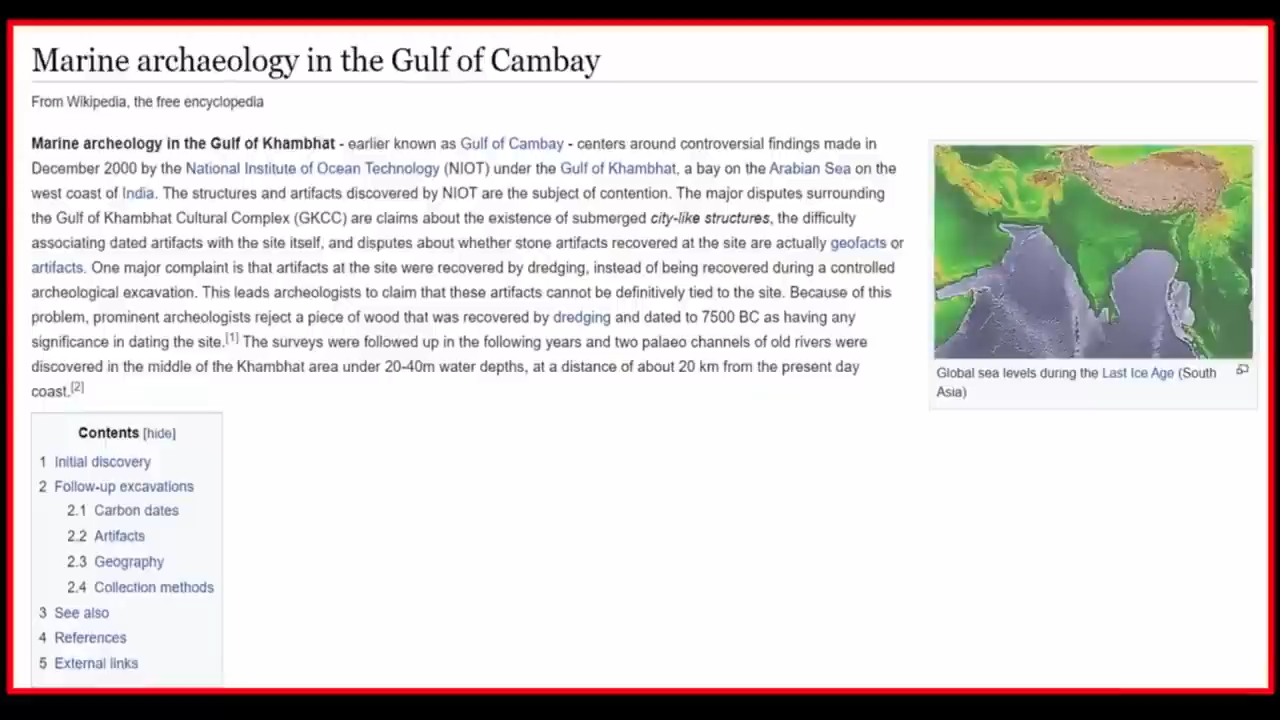 Marine archaeology in the Gulf of Cambay
From Wikipedia, the free encyclopedia
Marine archeology in the Gulf of Khambhat - earlier known as Gulf of Cambay - centers around controversial findings made in
December 2000 by the National Institute of Ocean Technology (NIOT) under the Gulf of Khambhat, a bay on the Arabian Sea on the
west coast of India. The structures and artifacts discovered by NIOT are the subject of contention. The major disputes surrounding
the Gulf of Khambhat Cultural Complex (GKCC) are claims about the existence of submerged city-like structures, the difficulty
associating dated artifacts with the site itself, and disputes about whether stone artifacts recovered at the site are actually geofacts or
artifacts. One major complaint is that artifacts at the site were recovered by dredging, instead of being recovered during a controlled
archeological excavation. This leads archeologists to claim that these artifacts cannot be definitively tied to the site. Because of this
problem, prominent archeologists reject a piece of wood that was recovered by dredging and dated to 7500 BC as having any
significance in dating the site.[1] The surveys were followed up in the following years and two palaeo channels of old rivers were
discovered in the middle of the Khambhat area under 20-40m water depths, at a distance of about 20 km from the present day
coast.[2]
Global sea levels during the Last Ice Age (South
Asia)
Contents [hide]
1 Initial discovery
2 Follow-up excavations
2.1 Carbon dates
2.2 Artifacts
2.3 Geography
2.4 Collection methods
3 See also
4 References
5 External links